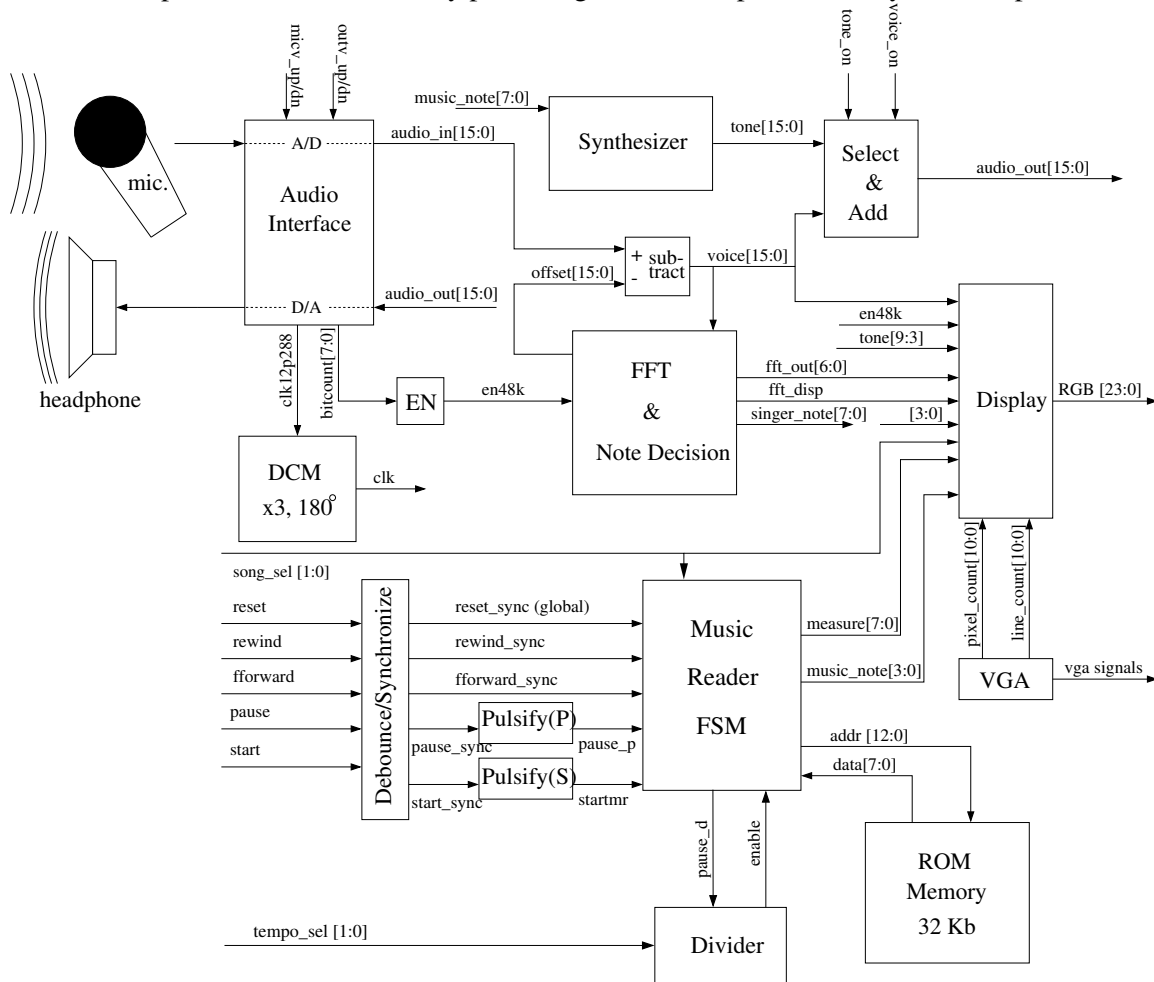 micv_up/dn
outv_up/dn
tone_on
voice_on
music_note[7:0]
audio_in[15:0]
A/D
Synthesizer
tone[15:0]
Select
&
Add
audio_out[15:0]
mic.
Audio
Interface
+
-
sub-
tract
voice[15:0]
offset[15:0]
D/A
audio_out[15:0]
headphone
clk12p288
bitcount[7:0]
EN
en48k
FFT
&
Note Decision
en48k
tone[9:3]
fft_out[6:0]
fft_disp
singer_note[7:0]
[3:0]
Display
RGB [23:0]
DCM
x3, 180°
clk
song_sel [1:0]
reset
rewind
fforward
pause
start
Debounce/Synchronize
reset_sync (global)
rewind_sync
fforward_sync
pause_sync
Pulsify(P)
pause_p
start_sync
Pulsify(S)
startmr
Music
Reader
FSM
measure[7:0]
music_note[3:0]
addr [12:0]
data[7:0]
pixel_count[10:0]
line_count[10:0]
VGA
vga signals
pause_d
enable
ROM
Memory
32 Kb
tempo_sel [1:0]
Divider